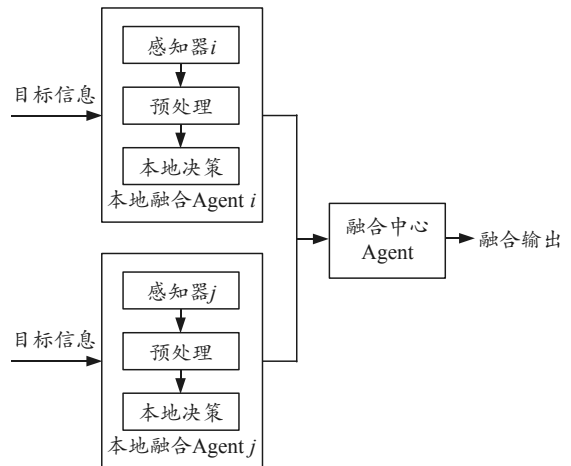 目标信息
感知器i
预处理
本地决策
本地融合Agent i
融合中心
Agent
融合输出
目标信息
感知器j
预处理
本地决策
本地融合Agent j